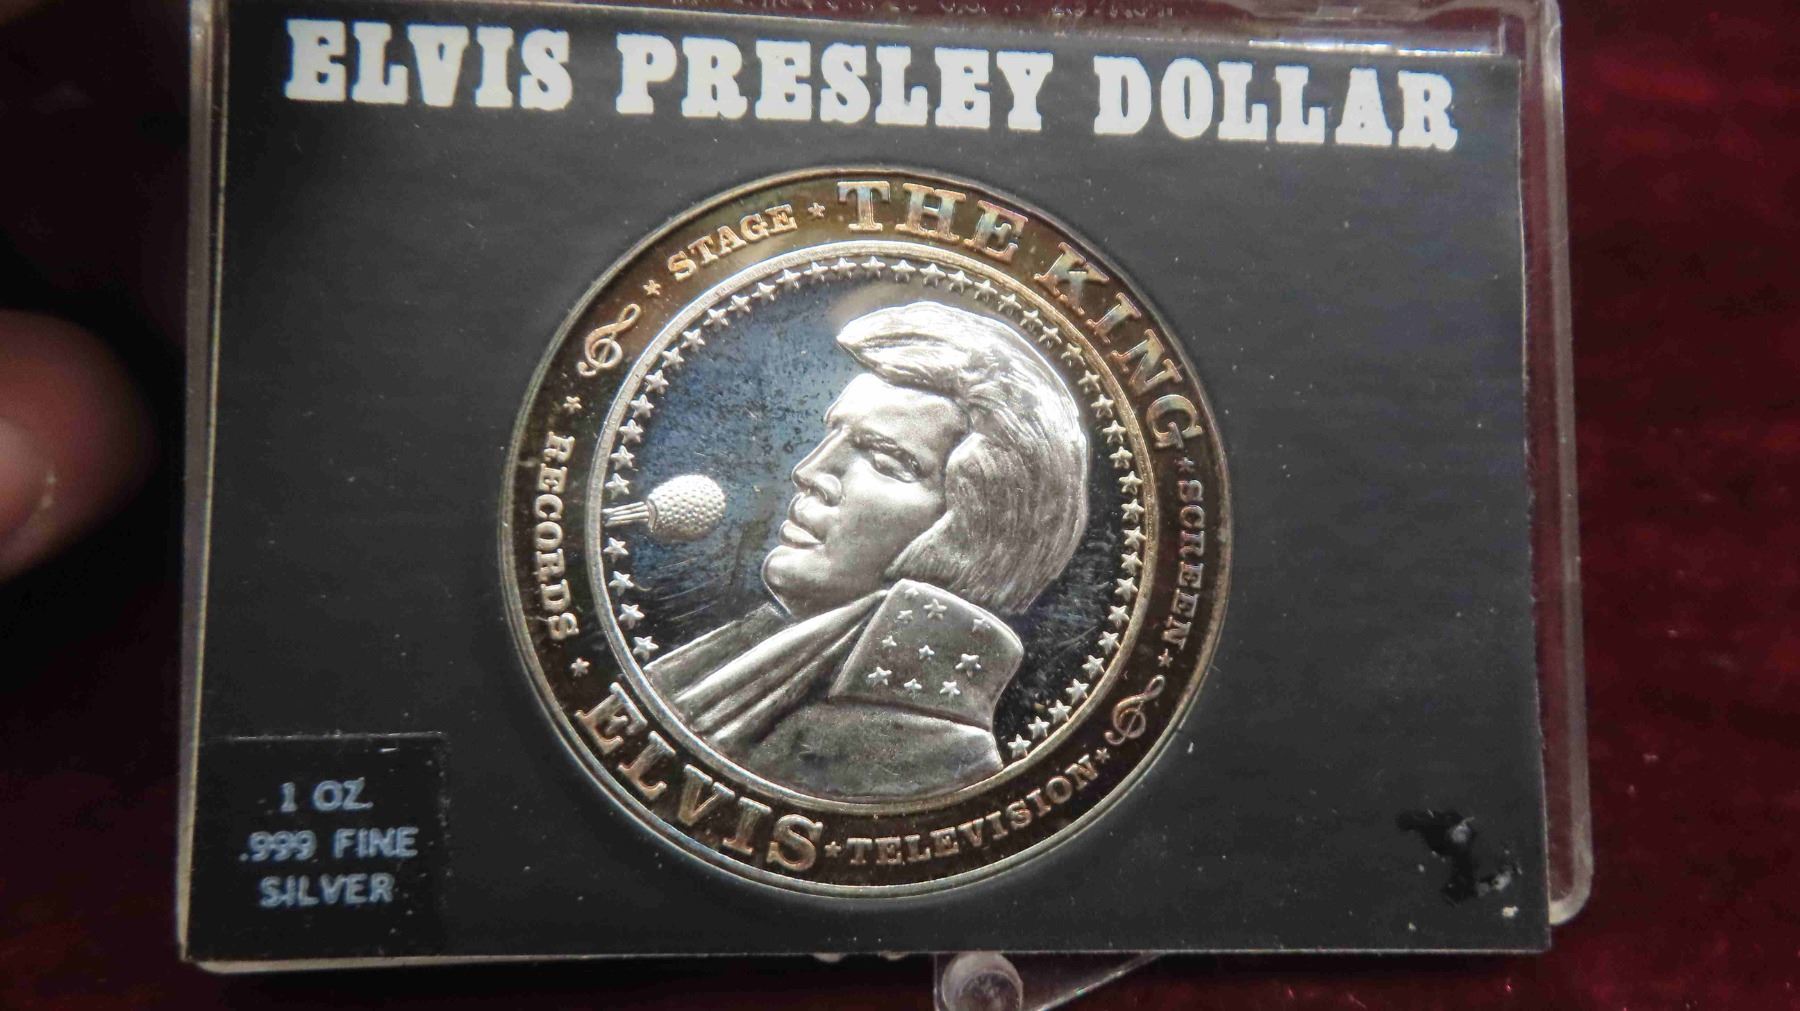 ELVIS PRESLEY DOLLAR
STAGE * THE KING * SCREEN *
* RECORDS * ELVIS * TELEVISION *
1 OZ.
.999 FINE
SILVER